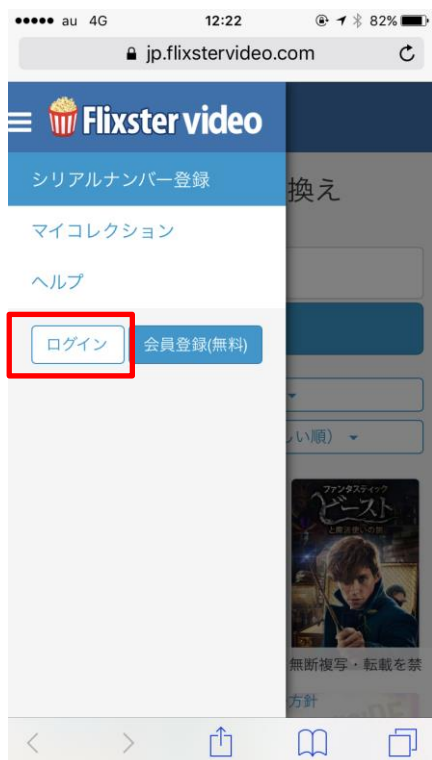 au 4G 12:22 82%
jp.flixstervideo.com
Flixster video
シリアルナンバー登録
換え
マイコレクション
ヘルプ
ログイン 会員登録(無料)
しい順)
ファンタスティック
ビースト
と魔法使いの旅
無断複写・転載を禁
方針